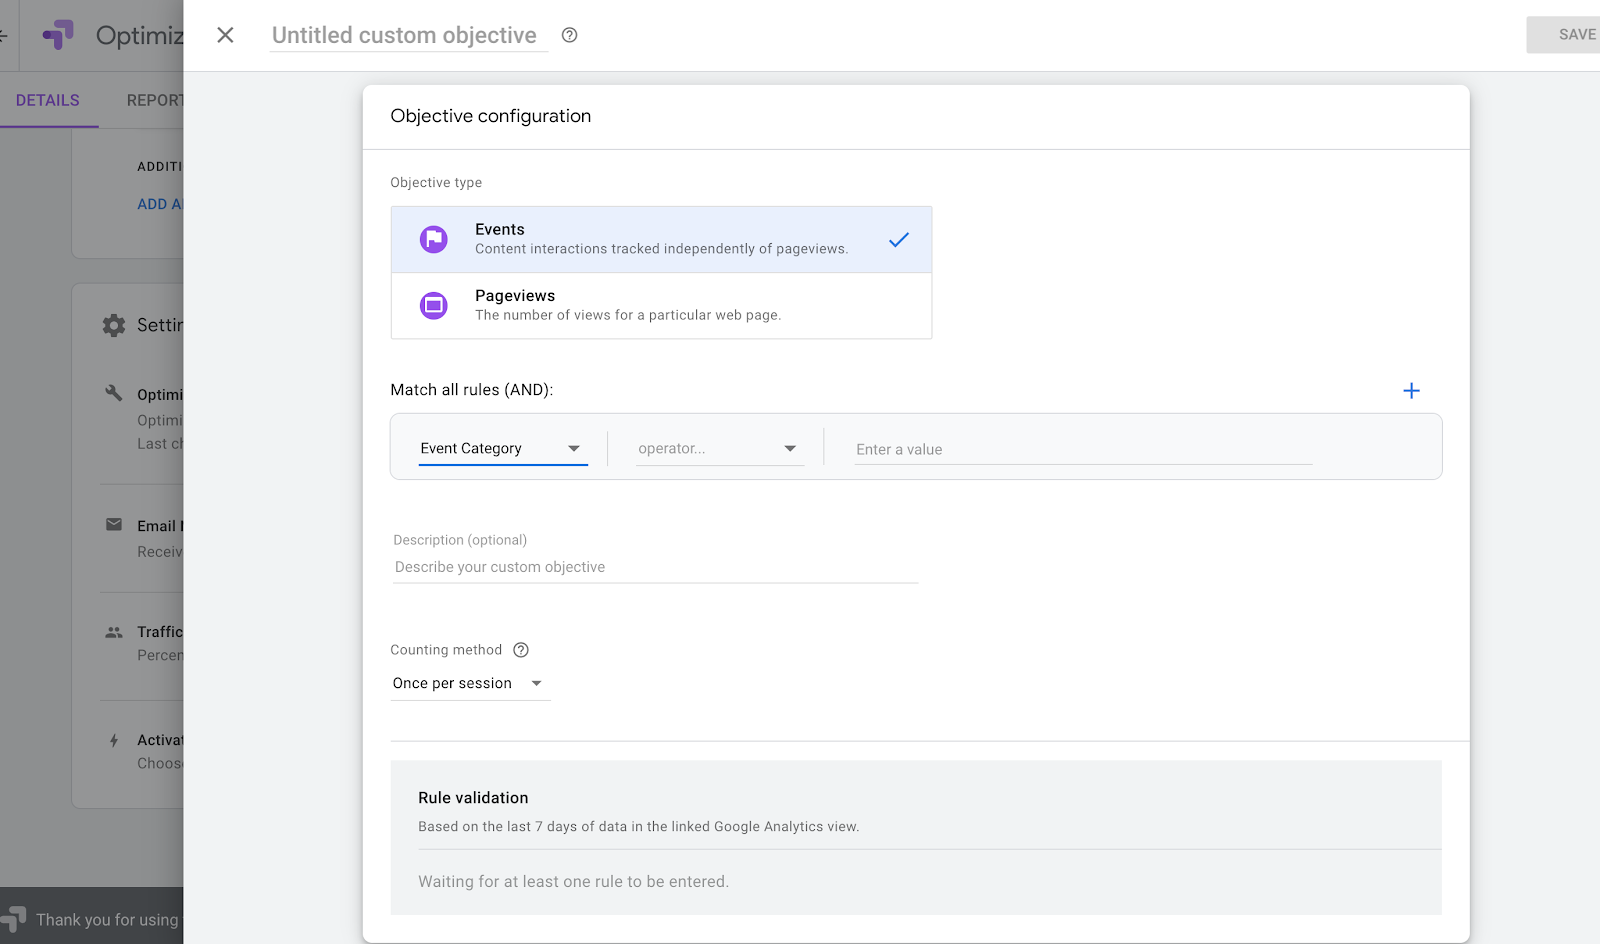 Optimiz
Untitled custom objective
SAVE
DETAILS
REPORT
Objective configuration
ADDITI
ADD A
Objective type
Events
Content interactions tracked independently of pageviews.
Pageviews
The number of views for a particular web page.
Settin
Optimi
Optimi
Last ch
Match all rules (AND):
Event Category
operator...
Enter a value
Email
Receiv
Description (optional)
Describe your custom objective
Traffic
Percen
Counting method
Once per session
Activat
Choose
Rule validation
Based on the last 7 days of data in the linked Google Analytics view.
Waiting for at least one rule to be entered.
Thank you for using